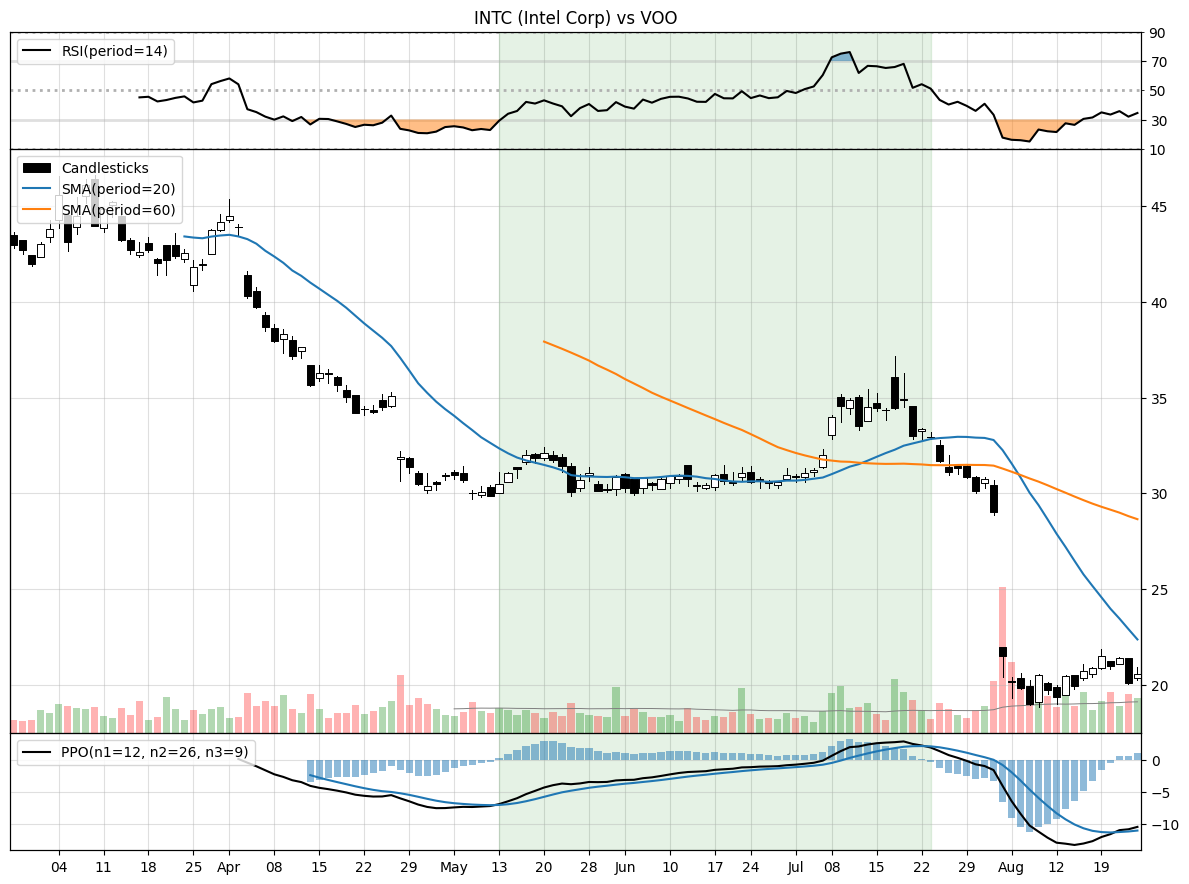 INTC (Intel Corp) vs VOO
RSI(period=14)
90
70
50
30
10
Candlesticks
SMA(period=20)
SMA(period=60)
45
40
35
30
25
20
PPO(n1=12, n2=26, n3=9)
0
−5
−10
04 11 18 25 Apr 08 15 22 29 May 13 20 28 Jun 10 17 24 Jul 08 15 22 29 Aug 12 19